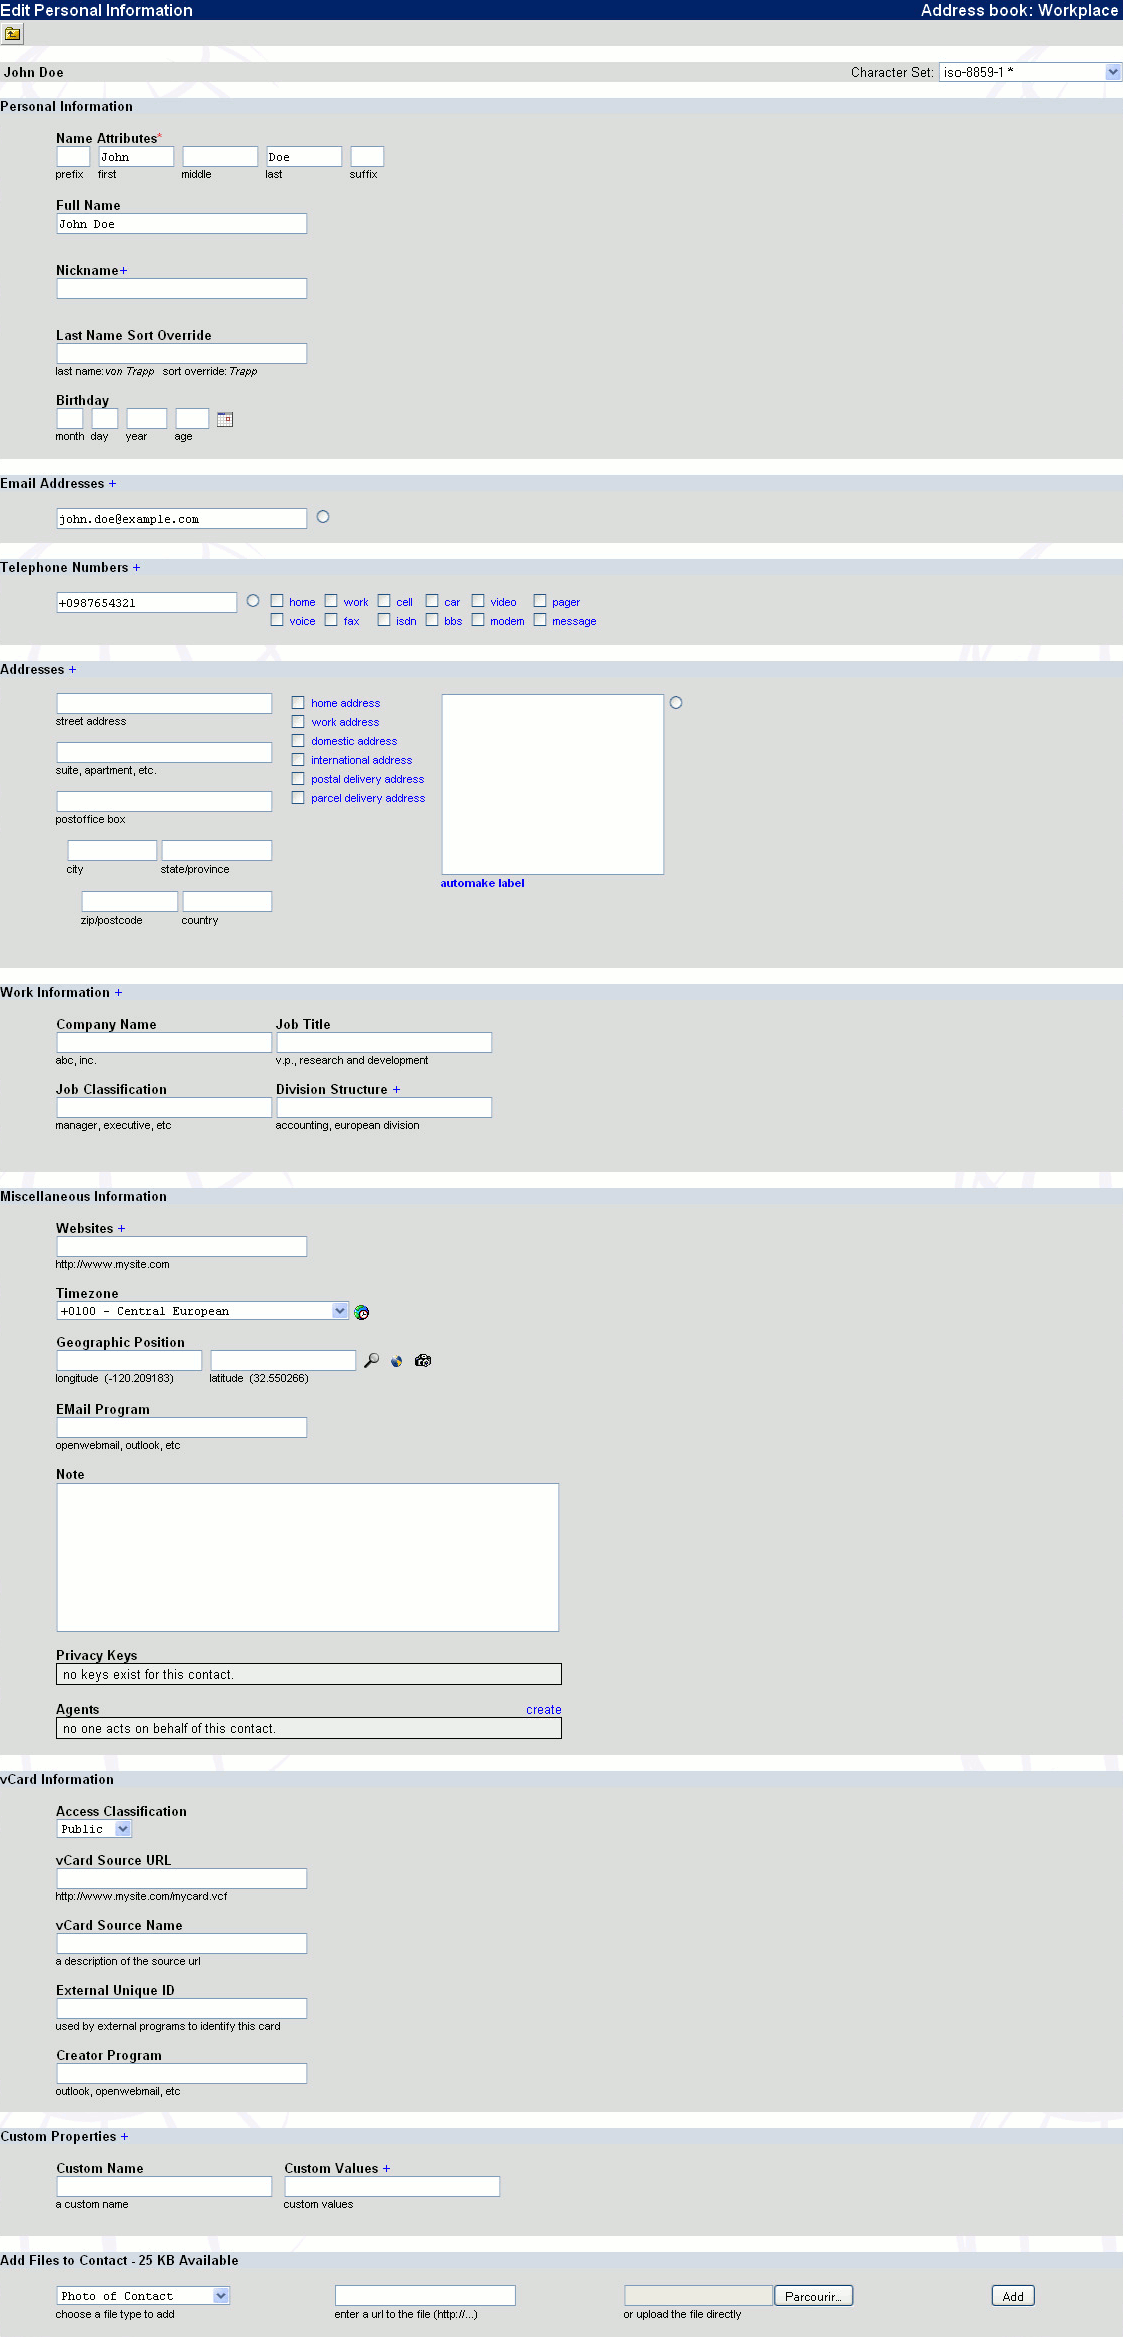 Edit Personal Information Address book: Workplace
John Doe Character Set: iso-8859-1 *
Personal Information
Name Attributes*
John Doe
prefix first middle last suffix
Full Name
John Doe
Nickname+
Last Name Sort Override
last name: von Trapp sort override: Trapp
Birthday
month day year age
Email Addresses +
john.doe@example.com
Telephone Numbers +
+0987654321 home work cell car video pager
voice fax isdn bbs modem message
Addresses +
home address
street address
work address
domestic address
international address
suite, apartment, etc.
postal delivery address
parcel delivery address
postoffice box
city state/province
automake label
zip/postcode country
Work Information +
Company Name Job Title
abc, inc. v.p., research and development
Job Classification Division Structure +
manager, executive, etc accounting, european division
Miscellaneous Information
Websites +
http://www.mysite.com
Timezone
+0100 - Central European
Geographic Position
longitude (-120.209183) latitude (32.550266)
EMail Program
openwebmail, outlook, etc
Note
Privacy Keys
no keys exist for this contact.
Agents create
no one acts on behalf of this contact.
vCard Information
Access Classification
Public
vCard Source URL
http://www.mysite.com/mycard.vcf
vCard Source Name
a description of the source url
External Unique ID
used by external programs to identify this card
Creator Program
outlook, openwebmail, etc
Custom Properties +
Custom Name Custom Values +
a custom name custom values
Add Files to Contact - 25 KB Available
Photo of Contact Parcourir... Add
choose a file type to add enter a url to the file (http://...) or upload the file directly